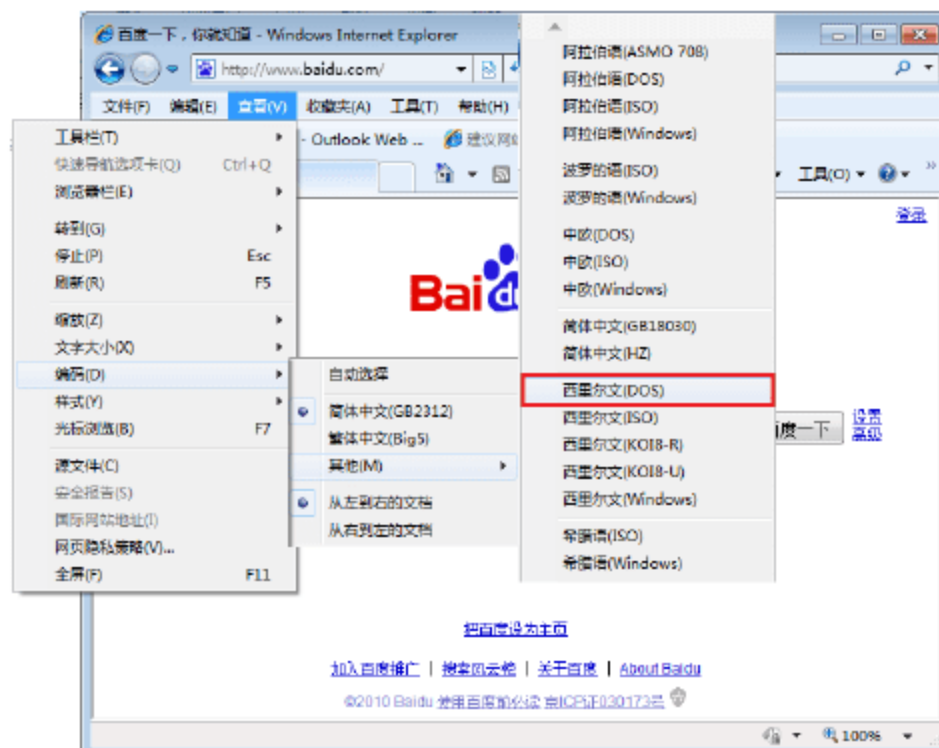 百度一下，你就知道 - Windows Internet Explorer
http://www.baidu.com/
文件(F) 编辑(E) 查看(V) 收藏夹(A) 工具(T) 帮助(H)
- Outlook Web ... 建议网
工具(O)
工具栏(T)
快速导航选项卡(Q) Ctrl+Q
浏览器栏(E)
转到(G)
停止(P) Esc
刷新(R) F5
缩放(Z)
文字大小(X)
编码(D)
样式(Y)
光标浏览(B) F7
源文件(C)
安全报告(S)
国际网站地址(I)
网页隐私策略(V)...
全屏(F) F11
自动选择
简体中文(GB2312)
繁体中文(Big5)
其他(M)
从左到右的文档
从右到左的文档
阿拉伯语(ASMO 708)
阿拉伯语(DOS)
阿拉伯语(ISO)
阿拉伯语(Windows)
波罗的语(ISO)
波罗的语(Windows)
中欧(DOS)
中欧(ISO)
中欧(Windows)
简体中文(GB18030)
简体中文(HZ)
西里尔文(DOS)
西里尔文(ISO)
西里尔文(KOI8-R)
西里尔文(KOI8-U)
西里尔文(Windows)
希腊语(ISO)
希腊语(Windows)
登录
Bai du
度一下
设置
高级
把百度设为主页
加入百度推广 | 搜索风云榜 | 关于百度 | About Baidu
©2010 Baidu 使用百度前必读 京ICP证030173号
100%